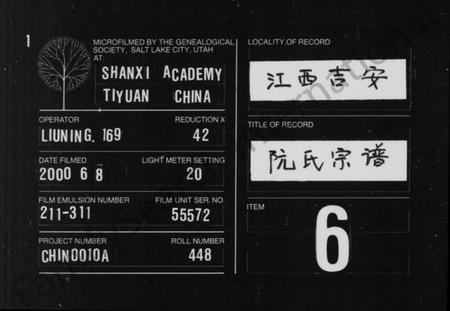 1
MICROFILMED BY THE GENEALOGICAL
SOCIETY, SALT LAKE CITY, UTAH
AT:
SHANXI ACADEMY
TIYUAN CHINA
OPERATOR REDUCTION X
LIUNING. 169 42
DATE FILMED LIGHT METER SETTING
2000 6 8 20
FILM EMULSION NUMBER FILM UNIT SER. NO.
211-311 55572
PROJECT NUMBER ROLL NUMBER
CHIN0010A 448
LOCALITY OF RECORD
江西吉安
TITLE OF RECORD
阮氏宗谱
ITEM
6